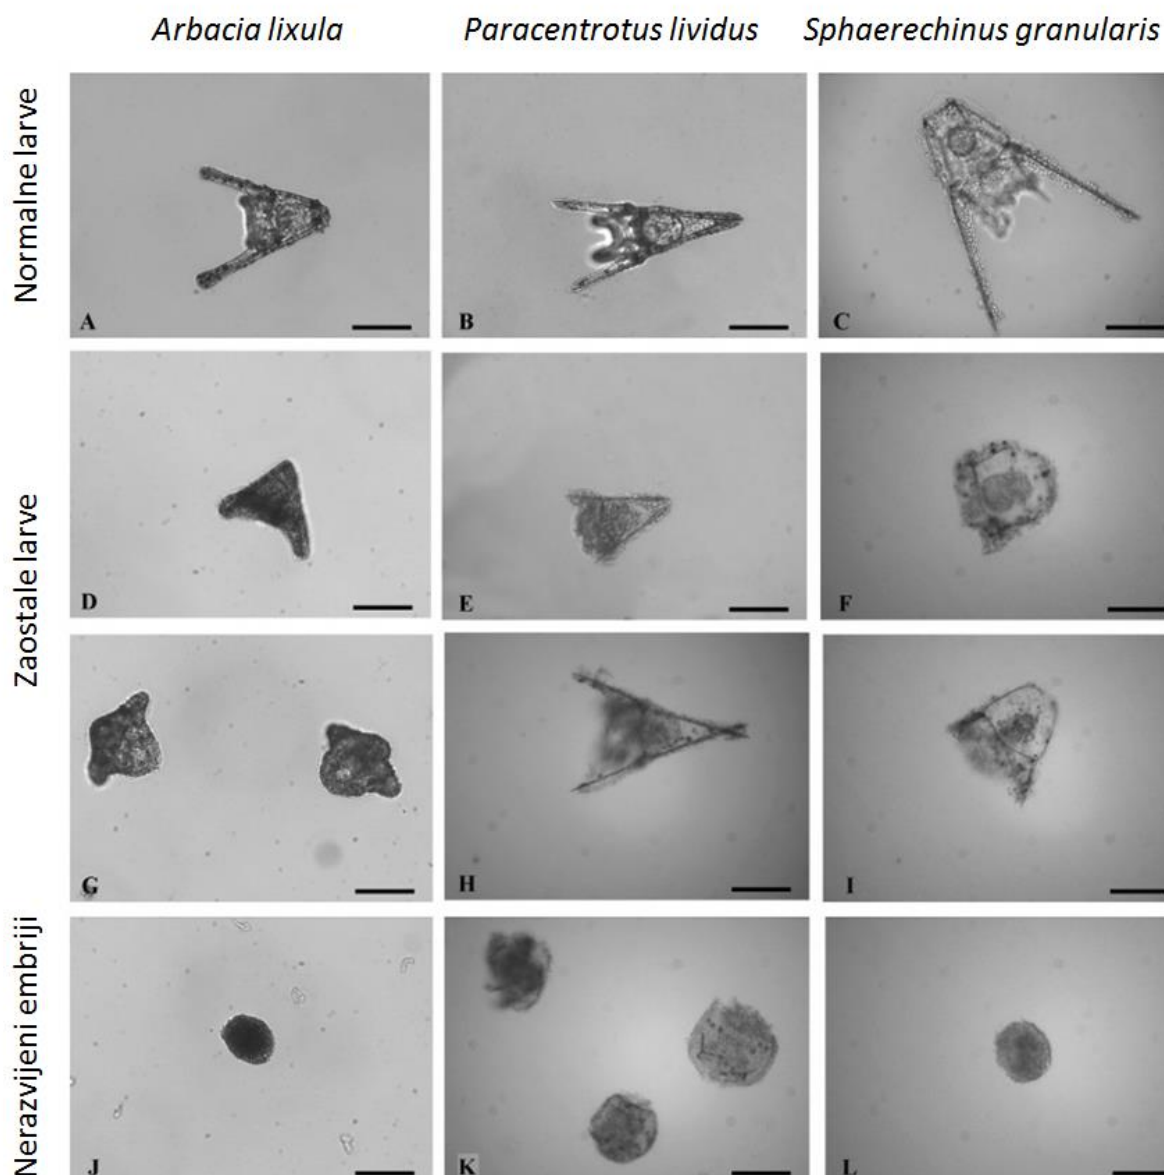 Arbacia lixula Paracentrotus lividus Sphaerechinus granularis
Normalne larve
A B C
Zaostale larve
D E F
G H I
Nerazvijeni embriji
J K L